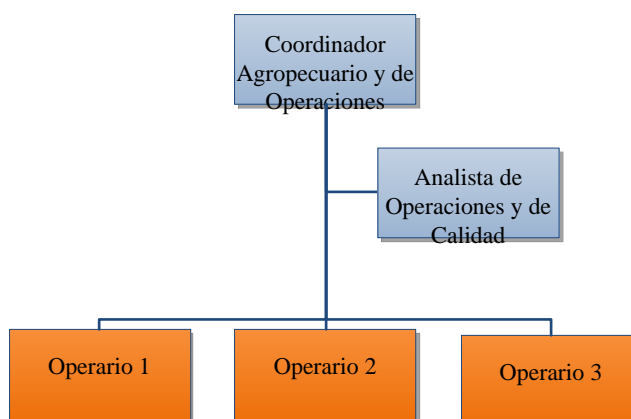 Coordinador
Agropecuario y de
Operaciones
Analista de
Operaciones y de
Calidad
Operario 1
Operario 2
Operario 3